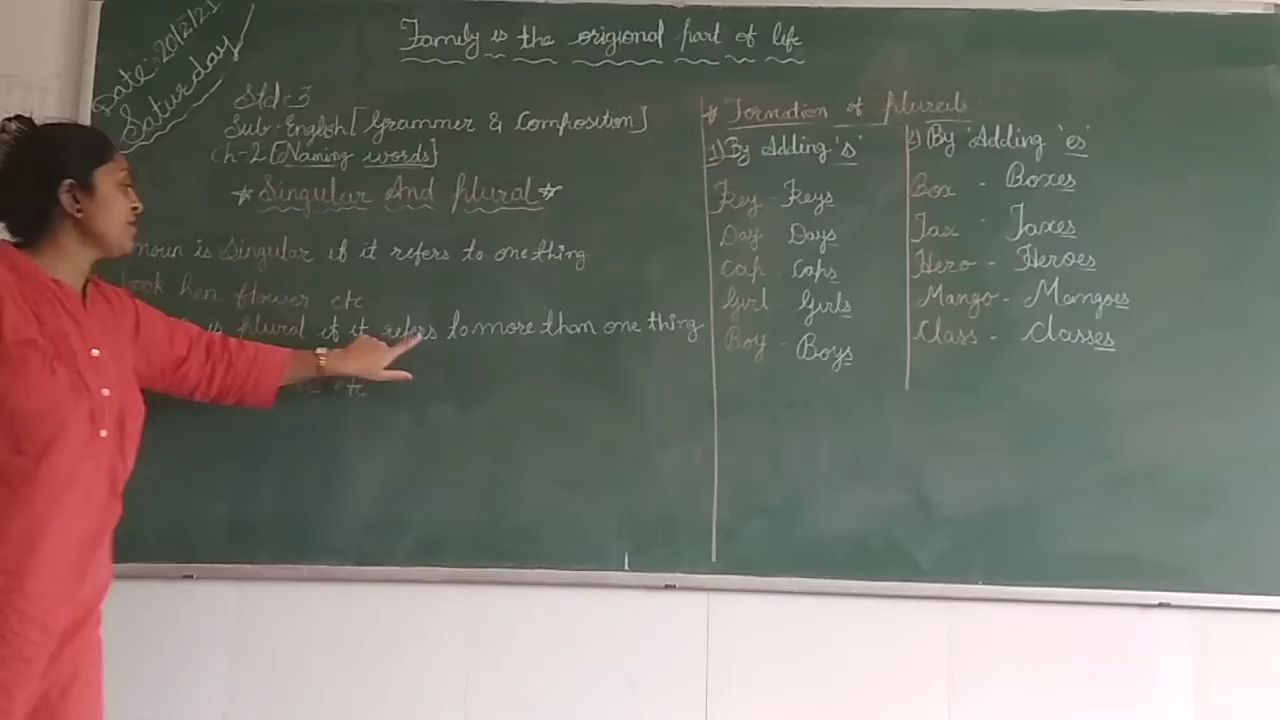 Date:- 20/2/21
Saturday
Family is the origional part of life
Std:-3
Sub-English[Grammer & Composition]
Ch-2[Naming words]
*Singular And plural*
noun is Singular if it refers to one thing
book hen flower etc
is plural if it refers to more than one thing
etc
* Formation of plurals
1) By Adding 's'
Key - Keys
Day Days
Cap - Caps
Girl Girls
Boy - Boys
2) By Adding 'es'
Box - Boxes
Tax - Taxes
Hero - Heroes
Mango - Mangoes
Class - Classes